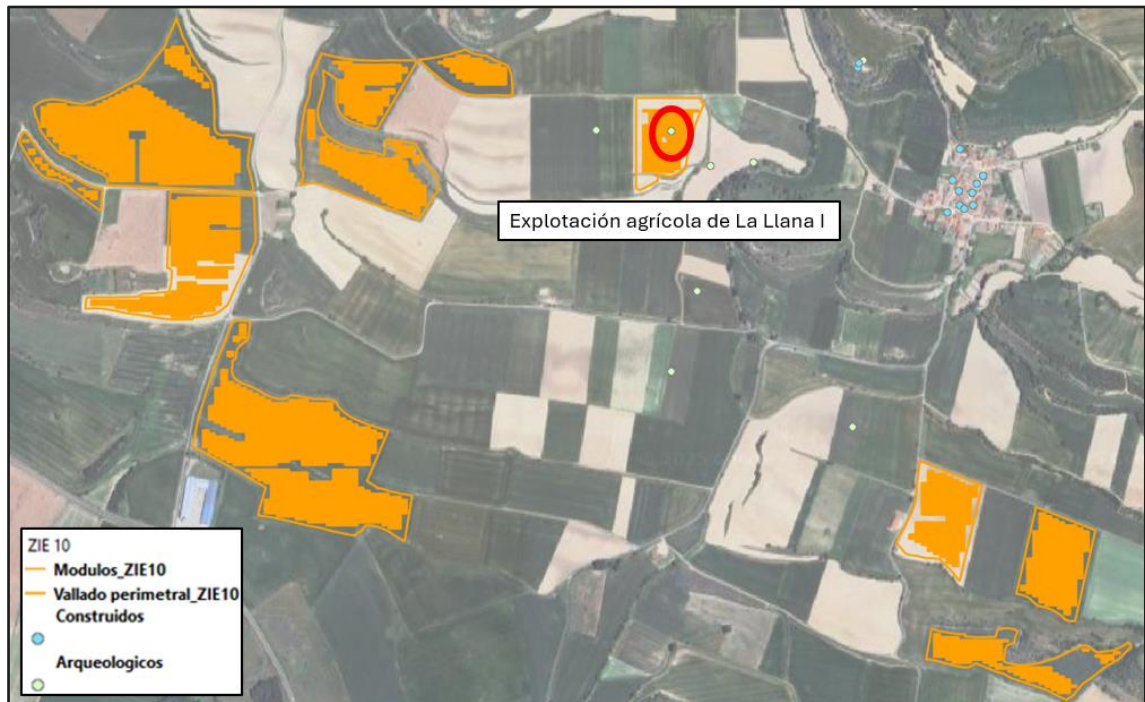 Explotación agrícola de La Llana I
ZIE 10
Modulos_ZIE10
Vallado perimetral_ZIE10
Construidos
Arqueologicos